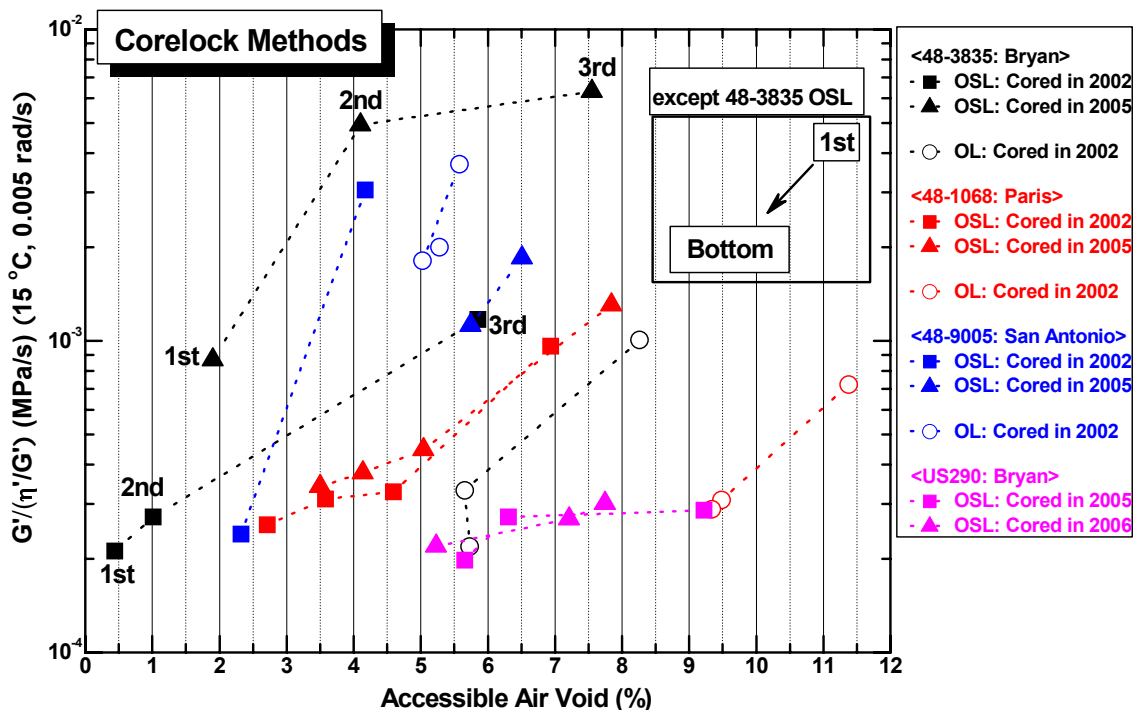 Corelock Methods
10⁻²
10⁻³
10⁻⁴
G'/(η'/G') (MPa/s) (15 °C, 0.005 rad/s)
3rd
2nd
1st
3rd
2nd
1st
except 48-3835 OSL
1st
Bottom
0 1 2 3 4 5 6 7 8 9 10 11 12
Accessible Air Void (%)
<48-3835: Bryan>
OSL: Cored in 2002
OSL: Cored in 2005
OL: Cored in 2002
<48-1068: Paris>
OSL: Cored in 2002
OSL: Cored in 2005
OL: Cored in 2002
<48-9005: San Antonio>
OSL: Cored in 2002
OSL: Cored in 2005
OL: Cored in 2002
<US290: Bryan>
OSL: Cored in 2005
OSL: Cored in 2006